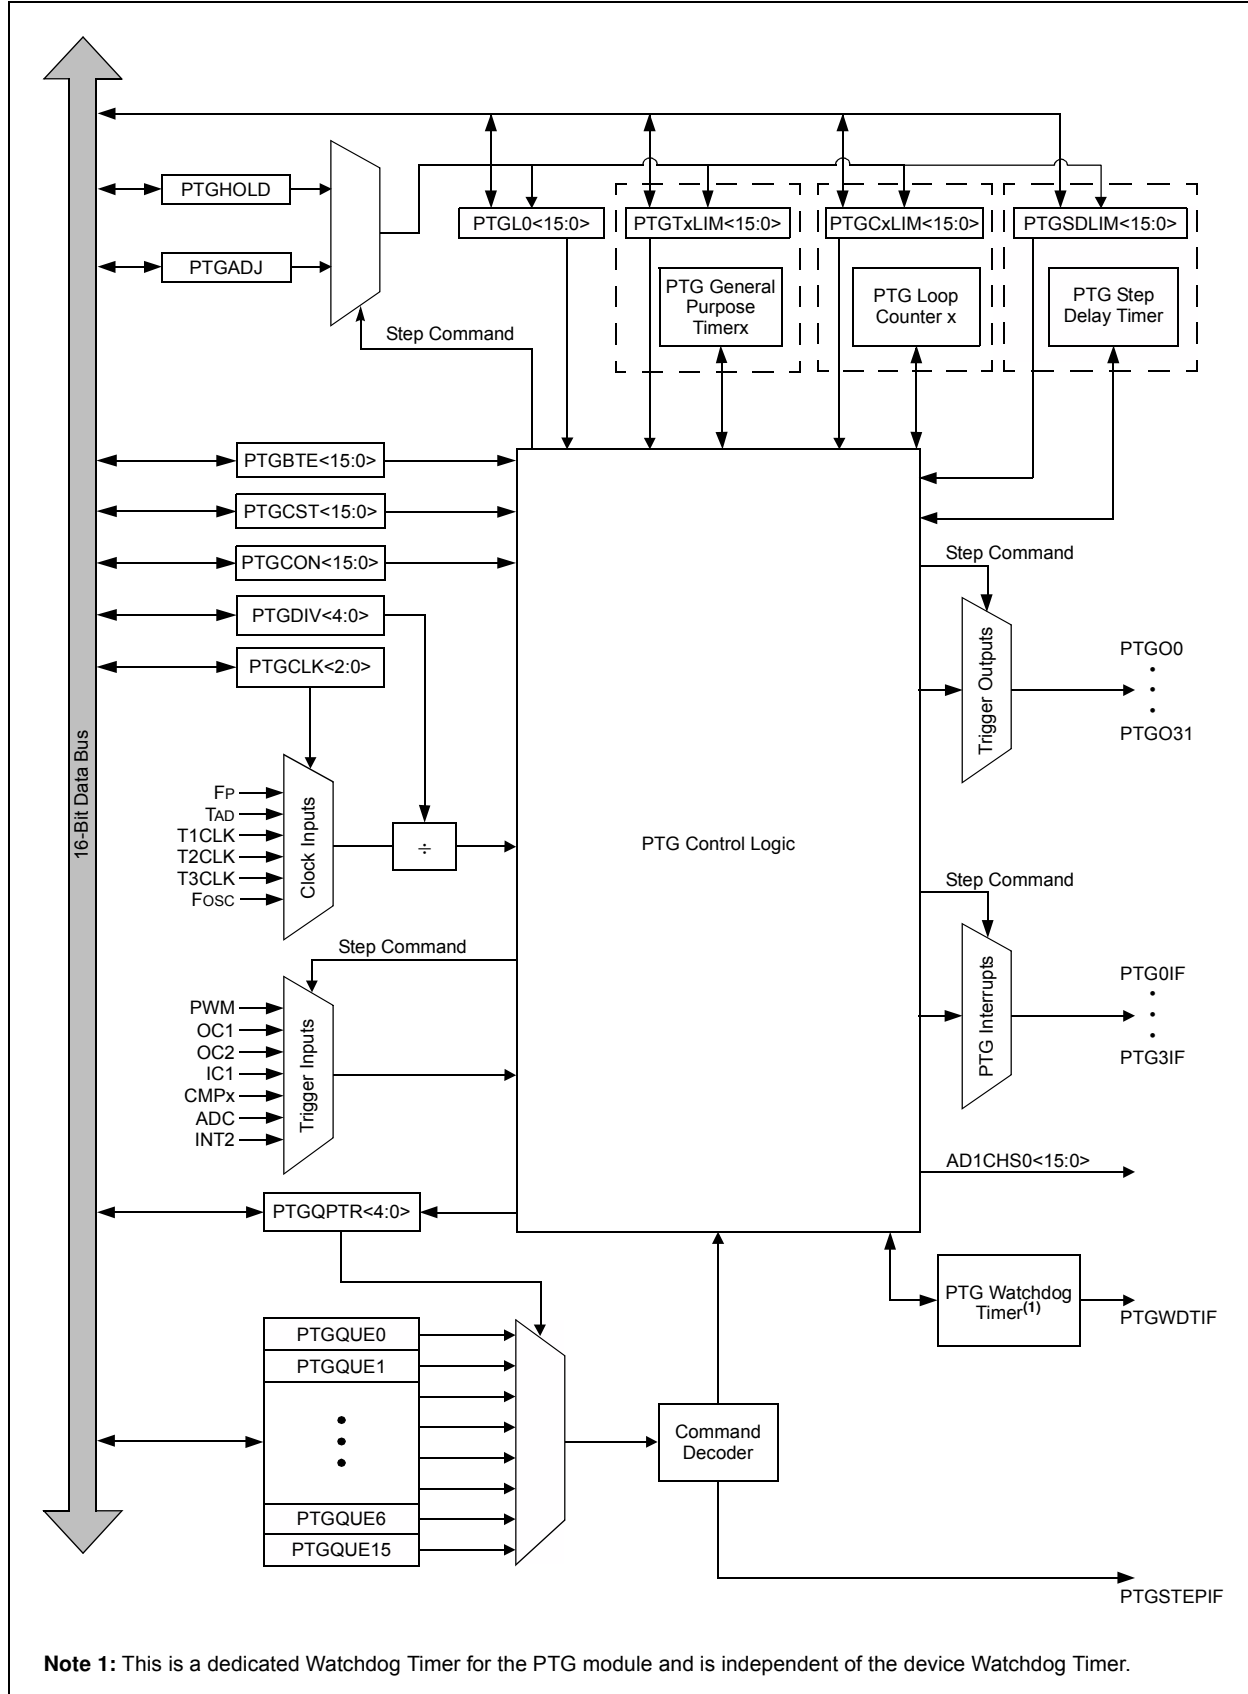 PTGHOLD
PTGADJ
PTGL0<15:0>
PTGTxLIM<15:0>
PTGCxLIM<15:0>
PTGSDLIM<15:0>
PTG General
Purpose
Timerx
PTG Loop
Counter x
PTG Step
Delay Timer
Step Command
PTGBTE<15:0>
PTGCST<15:0>
PTGCON<15:0>
PTGDIV<4:0>
PTGCLK<2:0>
16-Bit Data Bus
FP
TAD
T1CLK
T2CLK
T3CLK
FOSC
Clock Inputs
÷
PTG Control Logic
Step Command
Trigger Outputs
PTGO0
•
•
•
PTGO31
Step Command
PWM
OC1
OC2
IC1
CMPx
ADC
INT2
Trigger Inputs
Step Command
PTG Interrupts
PTG0IF
•
•
•
PTG3IF
AD1CHS0<15:0>
PTGQPTR<4:0>
PTG Watchdog
Timer(1)
PTGWDTIF
PTGQUE0
PTGQUE1
•
•
•
PTGQUE6
PTGQUE15
Command
Decoder
PTGSTEPIF
Note 1: This is a dedicated Watchdog Timer for the PTG module and is independent of the device Watchdog Timer.